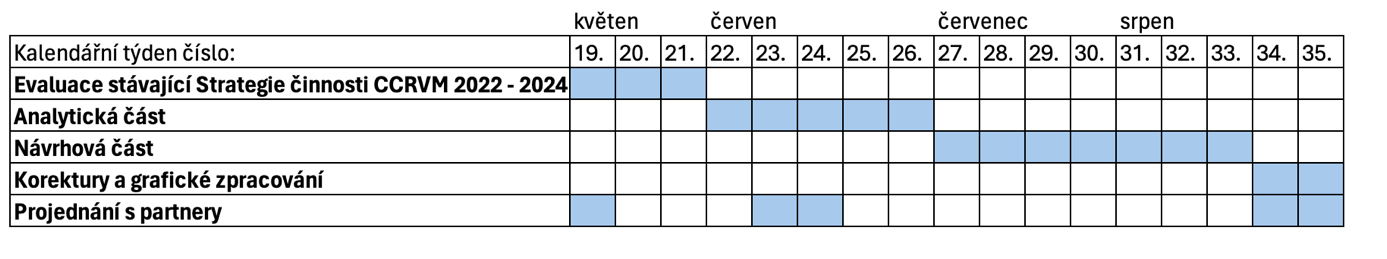 květen červen červenec srpen
Kalendářní týden číslo: 19. 20. 21. 22. 23. 24. 25. 26. 27. 28. 29. 30. 31. 32. 33. 34. 35.
Evaluace stávající Strategie činnosti CCRVM 2022 - 2024
Analytická část
Návrhová část
Korektury a grafické zpracování
Projednání s partnery